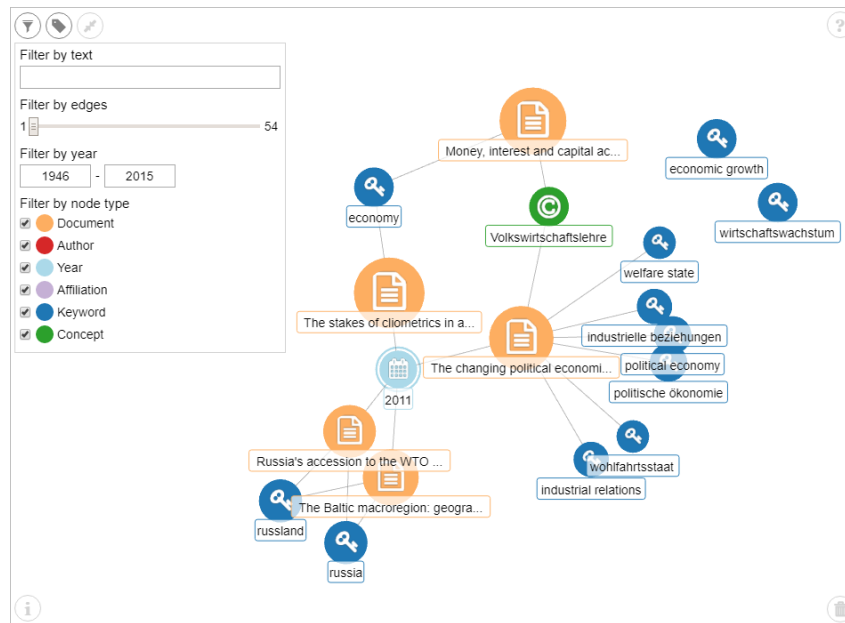 ?
Filter by text
Filter by edges
1
54
Filter by year
1946 - 2015
Filter by node type
Document
Author
Year
Affiliation
Keyword
Concept
Money, interest and capital ac...
economic growth
economy
wirtschaftswachstum
Volkswirtschaftslehre
welfare state
The stakes of cliometrics in a...
industrielle beziehungen
The changing political economi...
political economy
politische ökonomie
2011
Russia's accession to the WTO ...
wohlfahrtsstaat
industrial relations
The Baltic macroregion: geogra...
russland
russia
i